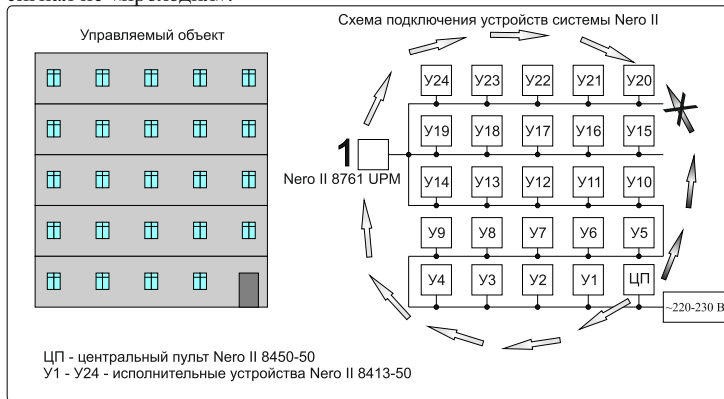 Схема подключения устройств системы Nero II
Управляемый объект
У24 У23 У22 У21 У20
У19 У18 У17 У16 У15
1
Nero II 8761 UPM
У14 У13 У12 У11 У10
У9 У8 У7 У6 У5
У4 У3 У2 У1 ЦП
~220-230 В
ЦП - центральный пульт Nero II 8450-50
У1 - У24 - исполнительные устройства Nero II 8413-50